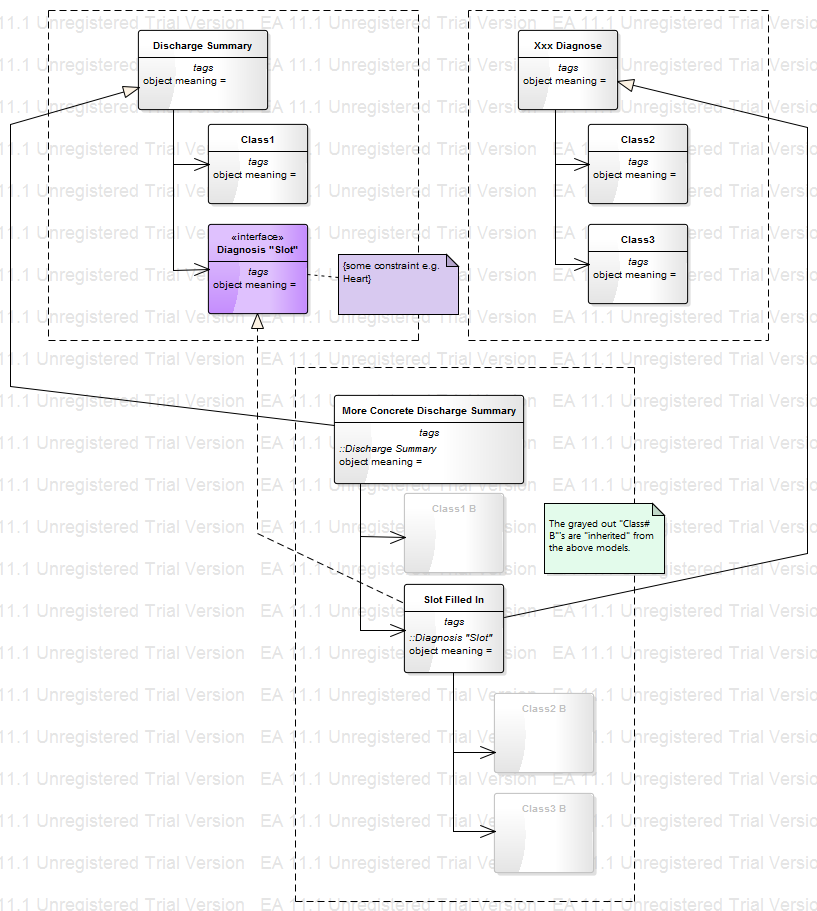 EA 11.1 Unregistered Trial Version
Discharge Summary
tags
object meaning =
Class1
tags
object meaning =
«interface»
Diagnosis "Slot"
tags
object meaning =
{some constraint e.g.
Heart}
Xxx Diagnose
tags
object meaning =
Class2
tags
object meaning =
Class3
tags
object meaning =
More Concrete Discharge Summary
tags
::Discharge Summary
object meaning =
Class1 B
The grayed out "Class#
B"'s are "inherited" from
the above models.
Slot Filled In
tags
::Diagnosis "Slot"
object meaning =
Class2 B
Class3 B